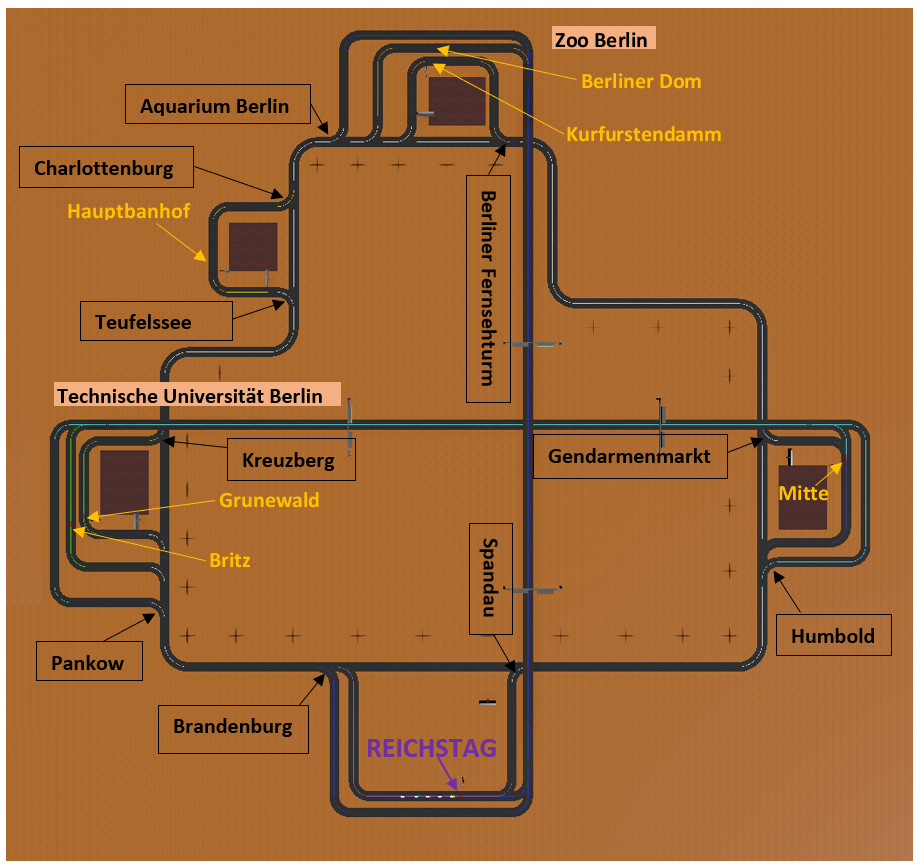 Zoo Berlin
Berliner Dom
Aquarium Berlin
Kurfurstendamm
Charlottenburg
Hauptbanhof
Berliner Fernsehturm
Teufelssee
Technische Universität Berlin
Kreuzberg
Gendarmenmarkt
Mitte
Grunewald
Britz
Spandau
Humbold
Pankow
Brandenburg
REICHSTAG